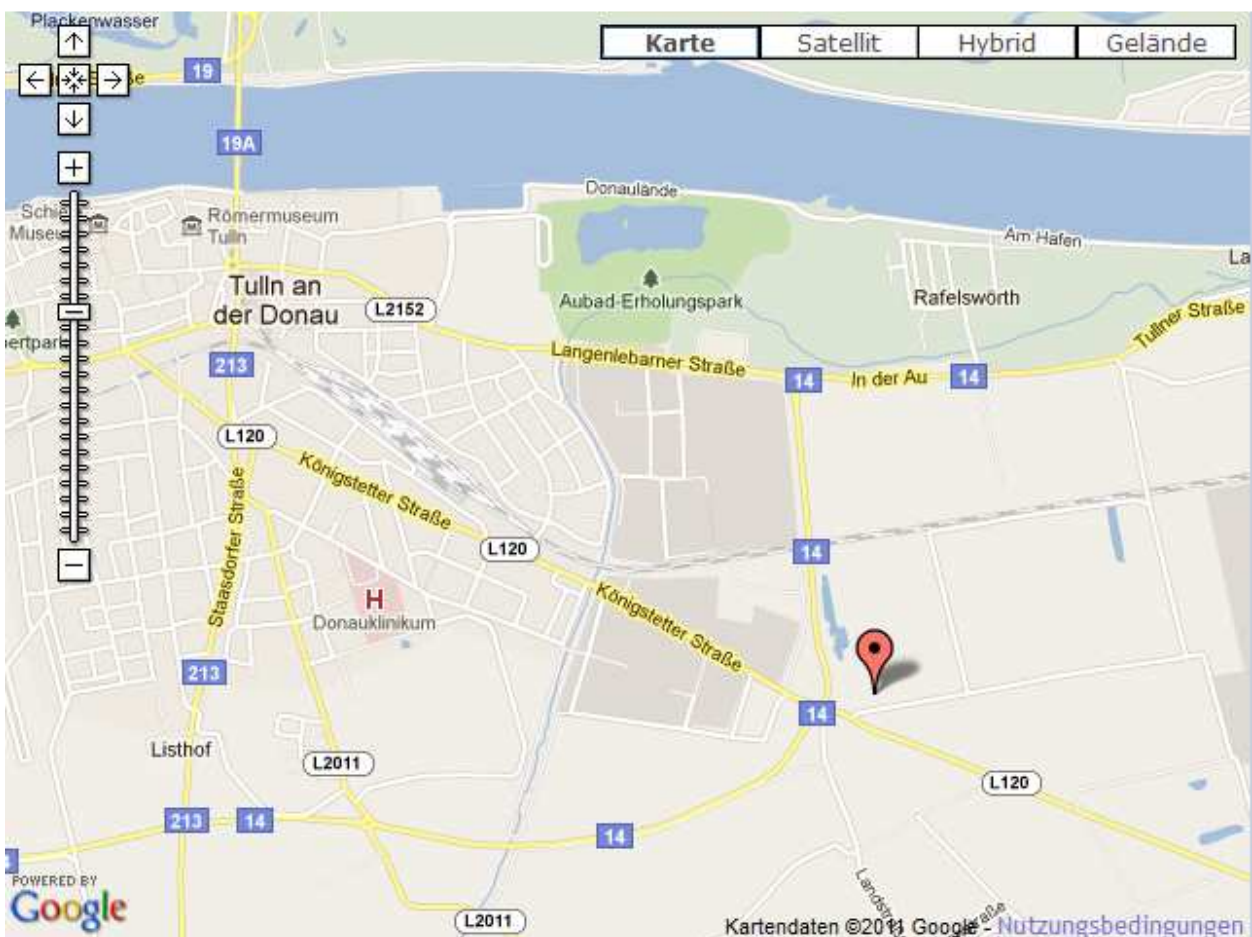 Plackenwasser
Karte
Satellit
Hybrid
Gelände
19
19A
Donaulände
Römermuseum
Tulln
Am Hafen
Tulln an
der Donau
L2152
Aubad-Erholungspark
Rafelswörth
Tullner Straße
Langenlebarner Straße
213
14
In der Au
14
L120
Königstetter Straße
Staasdorfer Straße
L120
14
H
Donauklinikum
Königstetter Straße
213
14
Listhof
L2011
L120
213
14
14
POWERED BY
Google
L2011
Kartendaten ©2011 Google - Nutzungsbedingungen